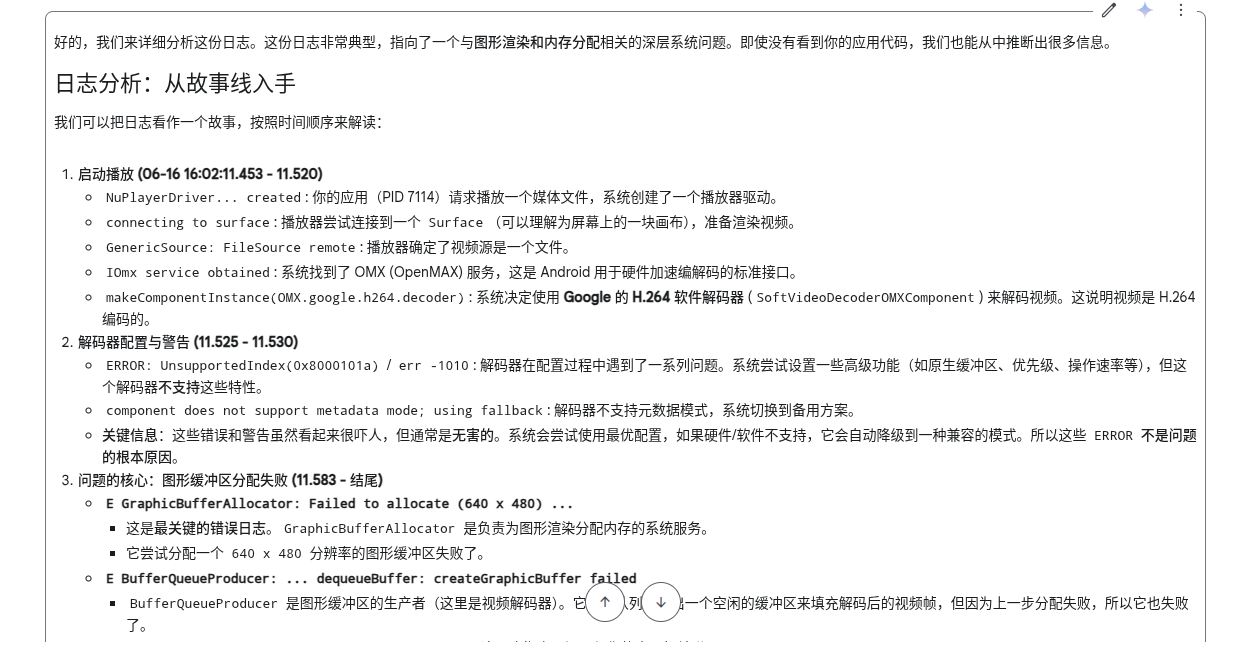 好的，我们来详细分析这份日志。这份日志非常典型，指向了一个与图形渲染和内存分配相关的深层系统问题。即使没有看到你的应用代码，我们也能从中推断出很多信息。
日志分析：从故事线入手
我们可以把日志看作一个故事，按照时间顺序来解读：
1. 启动播放 (06-16 16:02:11.453 - 11.520)
NuPlayerDriver... created：你的应用（PID 7114）请求播放一个媒体文件，系统创建了一个播放器驱动。
connecting to surface：播放器尝试连接到一个 Surface （可以理解为屏幕上的一块画布），准备渲染视频。
GenericSource: FileSource remote：播放器确定了视频源是一个文件。
IOmx service obtained：系统找到了 OMX (OpenMAX) 服务，这是 Android 用于硬件加速编解码的标准接口。
makeComponentInstance(OMX.google.h264.decoder)：系统决定使用 Google 的 H.264 软件解码器 ( SoftVideoDecoderOMXComponent ) 来解码视频。这说明视频是 H.264
编码的。
2. 解码器配置与警告 (11.525 - 11.530)
ERROR: UnsupportedIndex(0x8000101a) / err -1010：解码器在配置过程中遇到了一系列问题。系统尝试设置一些高级功能（如原生缓冲区、优先级、操作速率等），但这
个解码器不支持这些特性。
component does not support metadata mode; using fallback：解码器不支持元数据模式，系统切换到备用方案。
关键信息：这些错误和警告虽然看起来很吓人，但通常是无害的。系统会尝试使用最优配置，如果硬件/软件不支持，它会自动降级到一种兼容的模式。所以这些 ERROR 不是问题
的根本原因。
3. 问题的核心：图形缓冲区分配失败 (11.583 - 结尾)
E GraphicBufferAllocator: Failed to allocate (640 x 480) ...
这是最关键的错误日志。 GraphicBufferAllocator 是负责为图形渲染分配内存的系统服务。
它尝试分配一个 640 x 480 分辨率的图形缓冲区失败了。
E BufferQueueProducer: ... dequeueBuffer: createGraphicBuffer failed
BufferQueueProducer 是图形缓冲区的生产者（这里是视频解码器）。它 队列 一个空闲的缓冲区来填充解码后的视频帧，但因为上一步分配失败，所以它也失败
了。